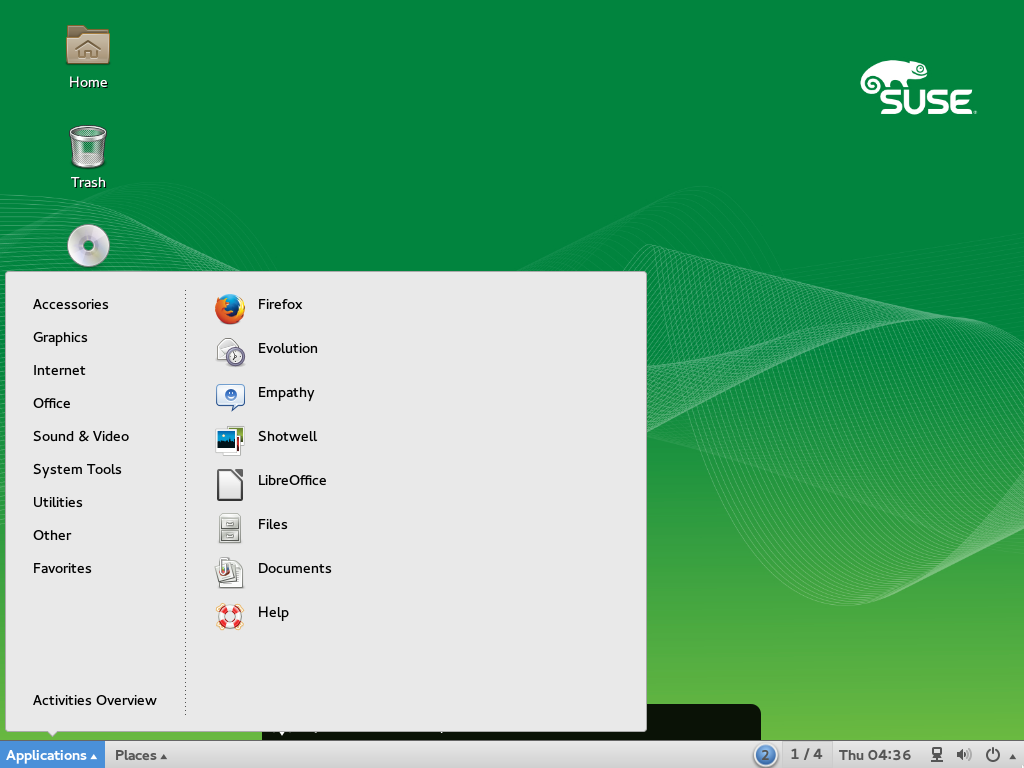 Home
SUSE
Trash
Accessories
Graphics
Internet
Office
Sound & Video
System Tools
Utilities
Other
Favorites
Activities Overview
Firefox
Evolution
Empathy
Shotwell
LibreOffice
Files
Documents
Help
Applications
Places
2
1 / 4
Thu 04:36